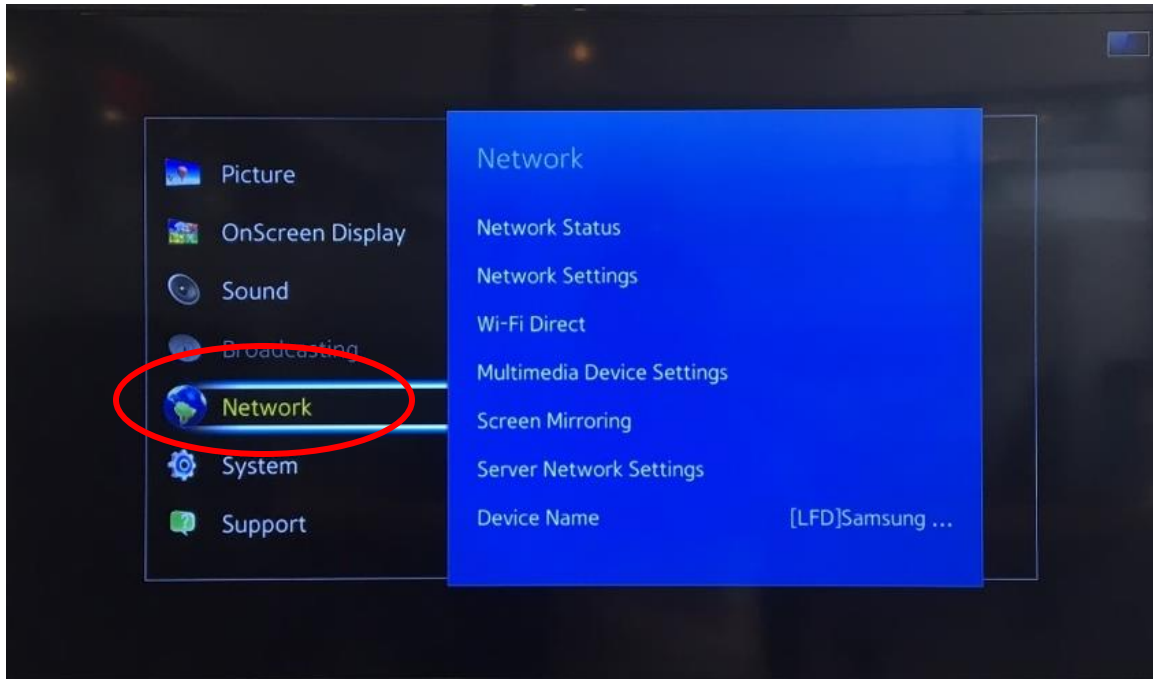 Picture
OnScreen Display
Sound
Broadcasting
Network
System
Support
Network
Network Status
Network Settings
Wi-Fi Direct
Multimedia Device Settings
Screen Mirroring
Server Network Settings
Device Name [LFD]Samsung ...